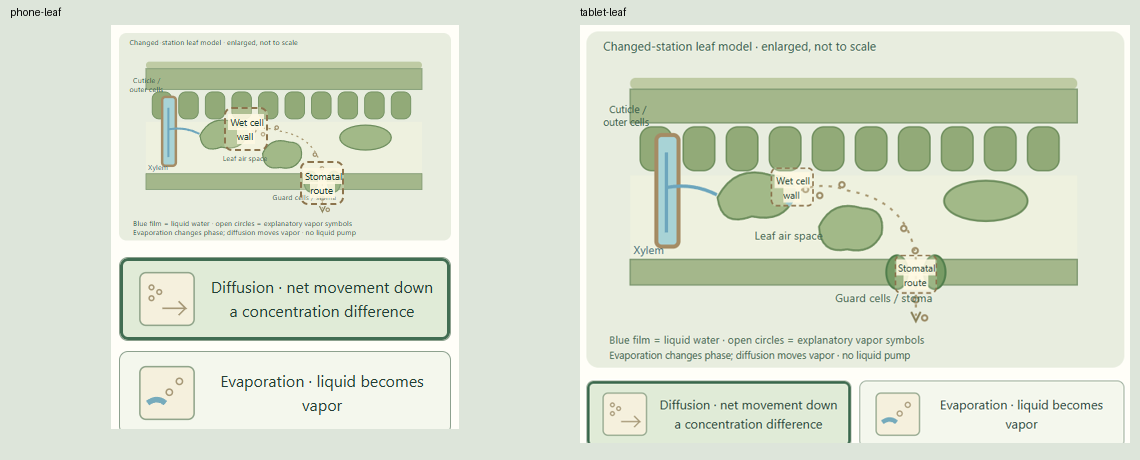 phone-leaf
Changed-station leaf model · enlarged, not to scale
Cuticle /
outer cells
Wet cell
wall
Leaf air space
Xylem
Stomatal
route
Guard cells /
Blue film = liquid water · open circles = explanatory vapor symbols
Evaporation changes phase; diffusion moves vapor · no liquid pump
Diffusion · net movement down
a concentration difference
Evaporation · liquid becomes
vapor
tablet-leaf
Changed-station leaf model · enlarged, not to scale
Cuticle /
outer cells
Wet cell
wall
Leaf air space
Xylem
Stomatal
route
Guard cells / stoma
Blue film = liquid water · open circles = explanatory vapor symbols
Evaporation changes phase; diffusion moves vapor · no liquid pump
Diffusion · net movement down
a concentration difference
Evaporation · liquid becomes
vapor